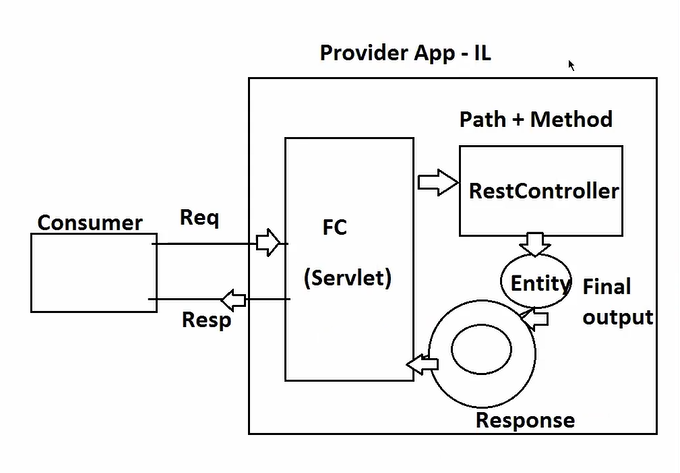 Provider App - IL
Path + Method
RestController
Consumer
Req
FC
(Servlet)
Entity
Final
output
Resp
Response